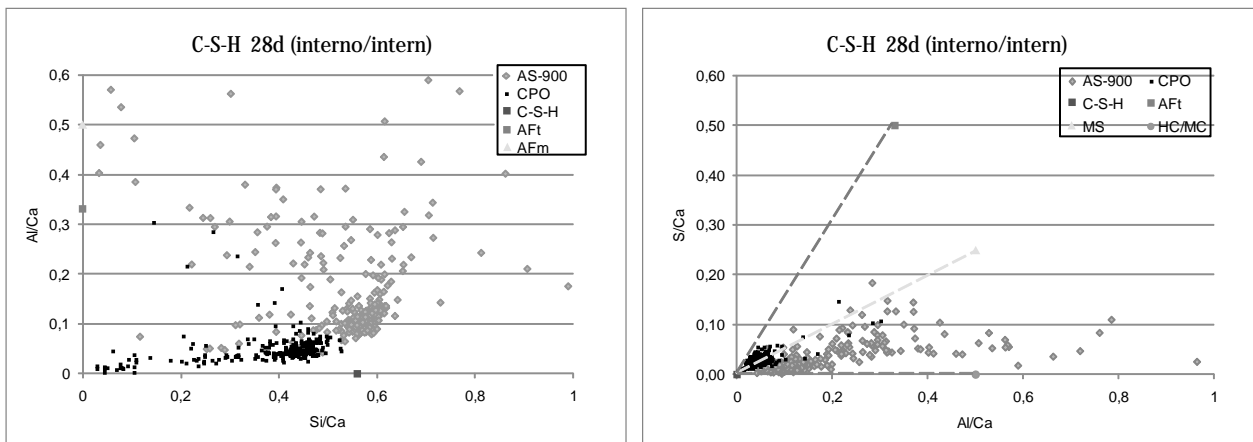 C-S-H 28d (interno/intern)
0,6
0,5
0,4
0,3
0,2
0,1
0
Al/Ca
0
0,2
0,4
0,6
0,8
1
Si/Ca
AS-900
CPO
C-S-H
AFt
AFm
C-S-H 28d (interno/intern)
0,60
0,50
0,40
0,30
0,20
0,10
0,00
S/Ca
0
0,2
0,4
0,6
0,8
1
Al/Ca
AS-900 CPO
C-S-H AFt
MS HC/MC